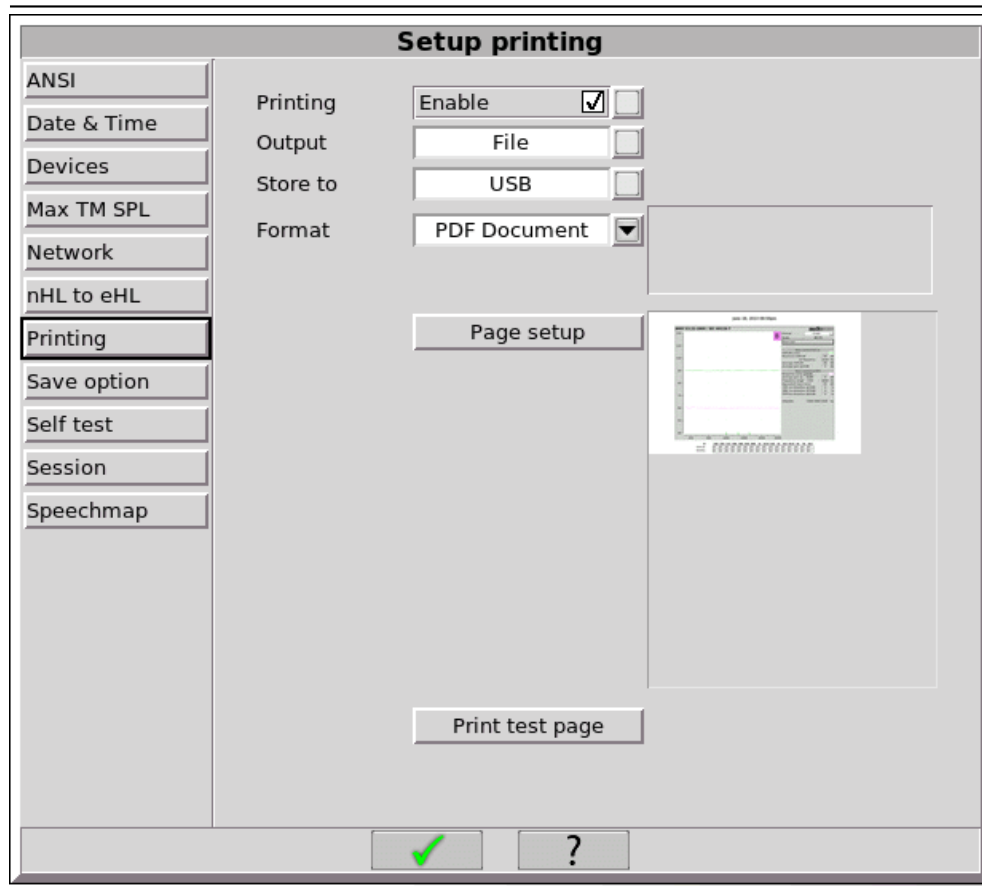 Setup printing
ANSI
Date & Time
Devices
Max TM SPL
Network
nHL to eHL
Printing
Save option
Self test
Session
Speechmap
Printing Enable
Output File
Store to USB
Format PDF Document
Page setup
Print test page
?